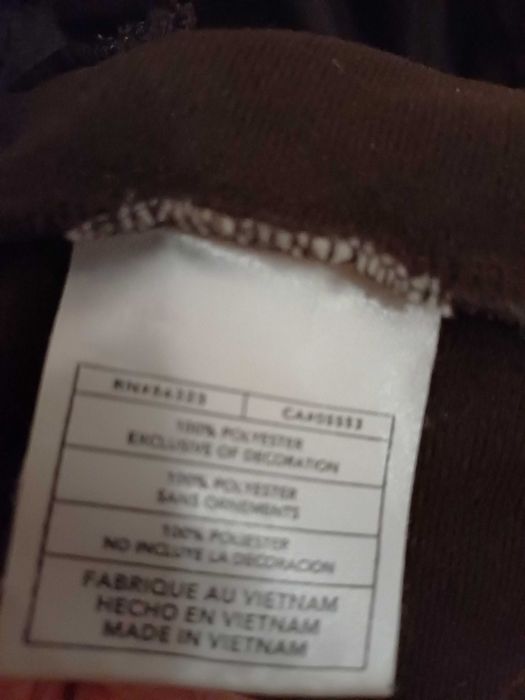 100% POLYESTER
EXCLUSIVE OF DECORATION
100% POLYESTER
SANS ORNEMENTS
100% POLIESTER
NO INCLUYE LA DECORACION
FABRIQUE AU VIETNAM
HECHO EN VIETNAM
MADE IN VIETNAM